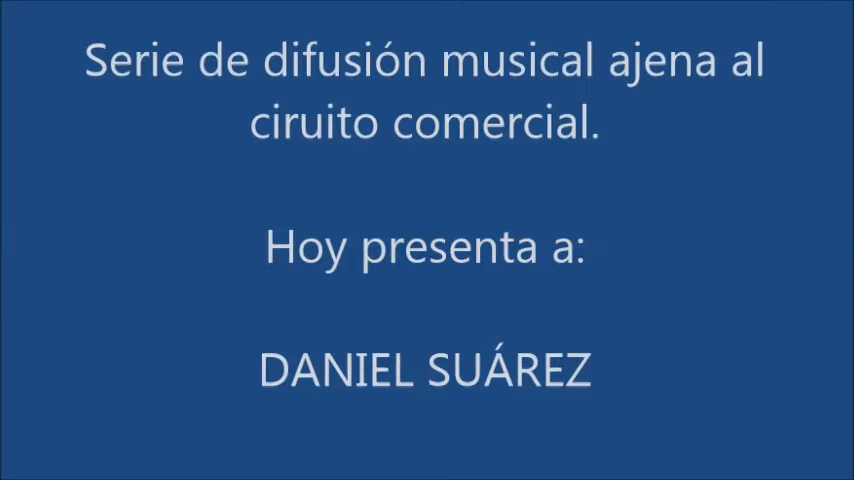 Serie de difusión musical ajena al
ciruito comercial.
Hoy presenta a:
DANIEL SUÁREZ